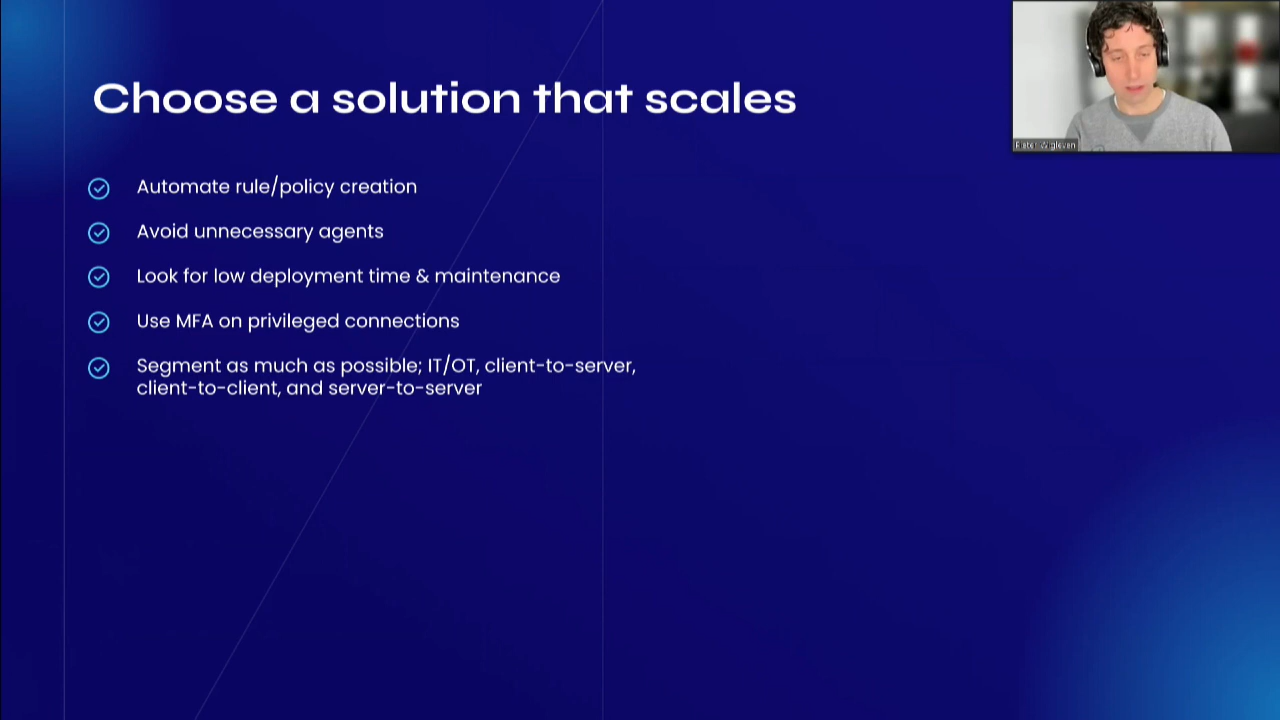 Choose a solution that scales
Automate rule/policy creation
Avoid unnecessary agents
Look for low deployment time & maintenance
Use MFA on privileged connections
Segment as much as possible; IT/OT, client-to-server,
client-to-client, and server-to-server